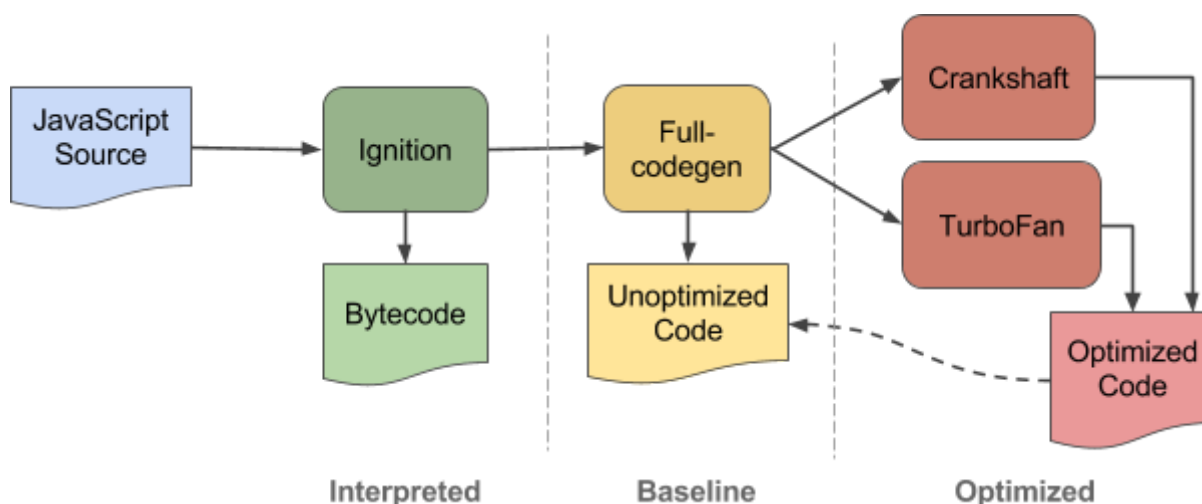 JavaScript
Source
Ignition
Bytecode
Full-
codegen
Unoptimized
Code
Crankshaft
TurboFan
Optimized
Code
Interpreted
Baseline
Optimized